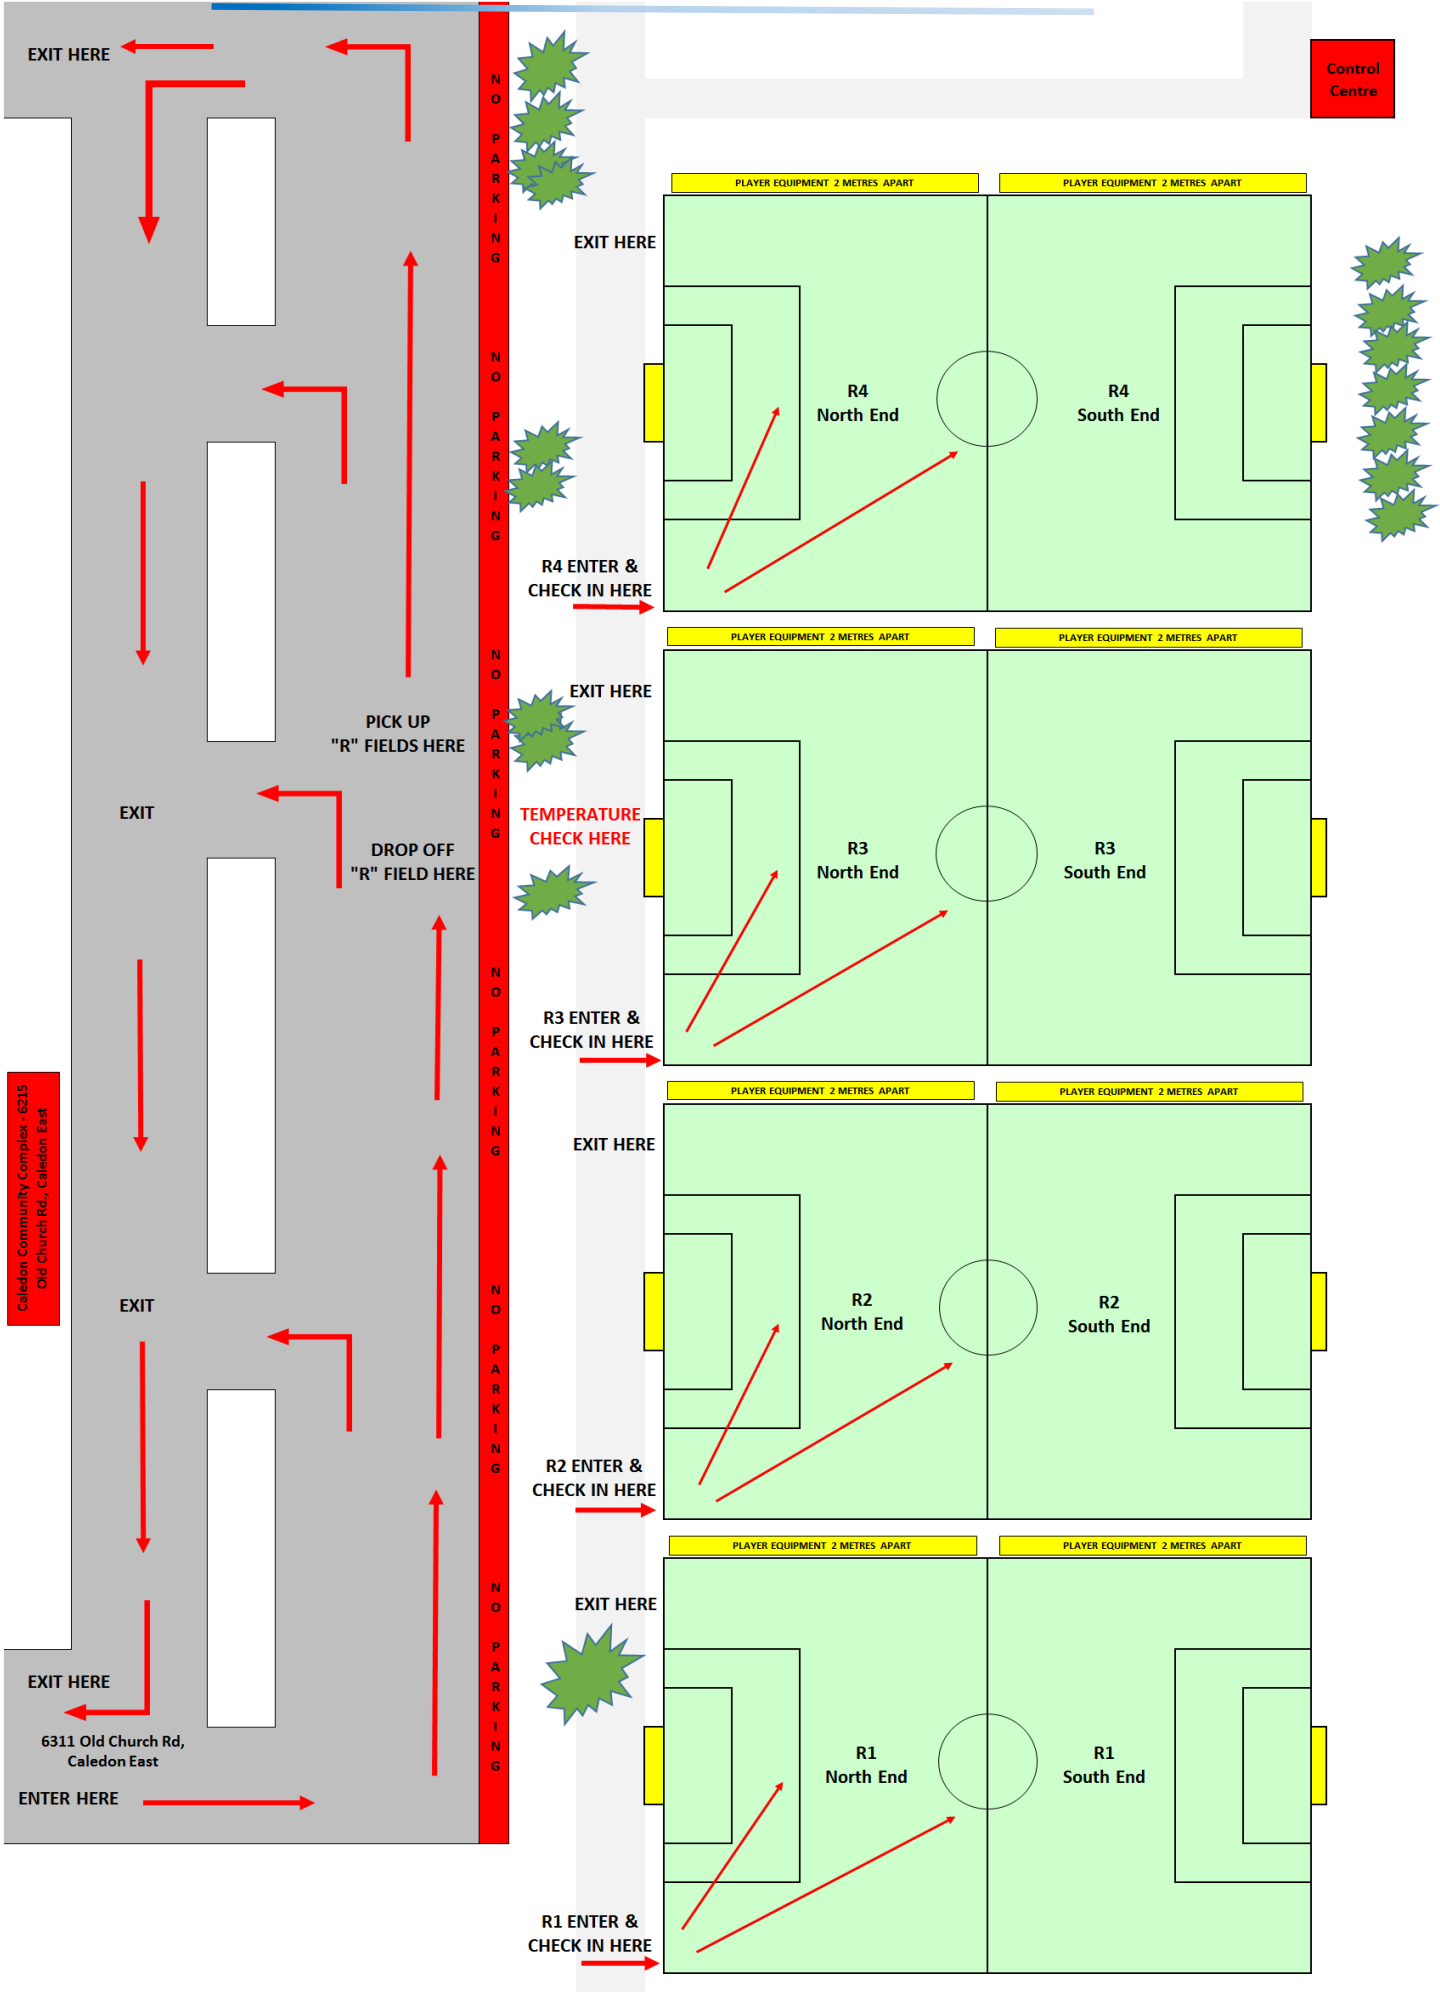 EXIT HERE
NO PARKING
Control
Centre
PLAYER EQUIPMENT 2 METRES APART
PLAYER EQUIPMENT 2 METRES APART
EXIT HERE
NO PARKING
R4
North End
R4
South End
R4 ENTER &
CHECK IN HERE
PLAYER EQUIPMENT 2 METRES APART
PLAYER EQUIPMENT 2 METRES APART
NO PARKING
EXIT HERE
PICK UP
"R" FIELDS HERE
EXIT
TEMPERATURE
CHECK HERE
DROP OFF
"R" FIELD HERE
R3
North End
R3
South End
NO PARKING
R3 ENTER &
CHECK IN HERE
PLAYER EQUIPMENT 2 METRES APART
PLAYER EQUIPMENT 2 METRES APART
Caledon Community Complex - 6215
Old Church Rd., Caledon East
EXIT HERE
EXIT
NO PARKING
R2
North End
R2
South End
R2 ENTER &
CHECK IN HERE
PLAYER EQUIPMENT 2 METRES APART
PLAYER EQUIPMENT 2 METRES APART
NO PARKING
EXIT HERE
EXIT HERE
6311 Old Church Rd,
Caledon East
ENTER HERE
R1
North End
R1
South End
R1 ENTER &
CHECK IN HERE